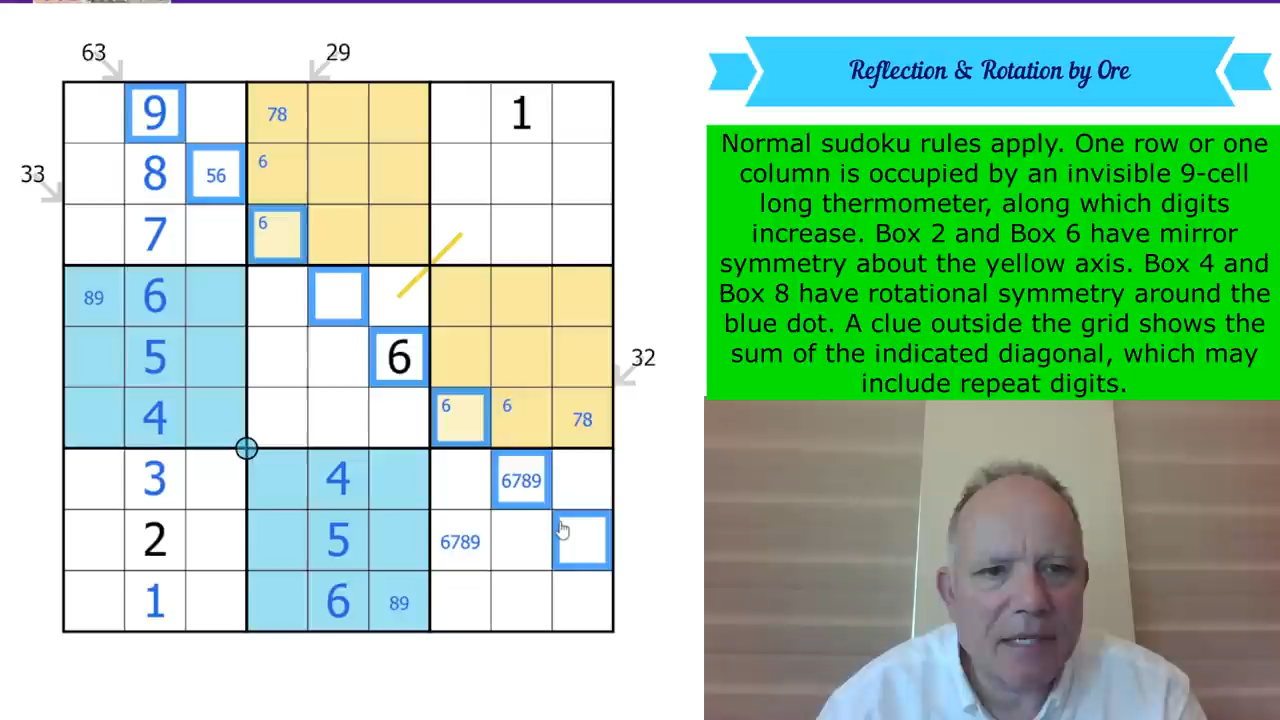 63
29
Reflection & Rotation by Ore
9 78 1
Normal sudoku rules apply. One row or one
column is occupied by an invisible 9-cell
long thermometer, along which digits
increase. Box 2 and Box 6 have mirror
symmetry about the yellow axis. Box 4 and
Box 8 have rotational symmetry around the
blue dot. A clue outside the grid shows the
sum of the indicated diagonal, which may
include repeat digits.
33
8 56 6
7 6
89 6
5 6
32
4 6 6 78
3 4 6789
2 5 6789
1 6 89